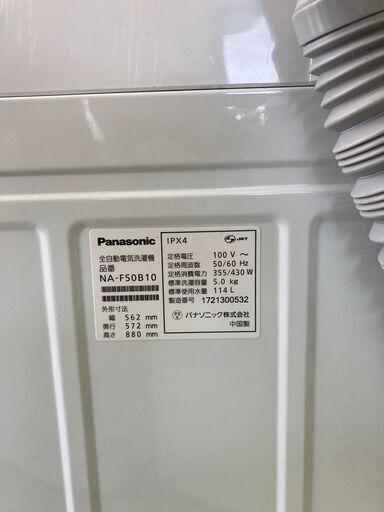 Panasonic
全自動電気洗濯機
品番
NA-F50B10
外形寸法
幅 562 mm
奥行 572 mm
高さ 880 mm
IPX4
JET
定格電圧 100 V ～
定格周波数 50/60 Hz
定格消費電力 355/430 W
標準洗濯容量 5.0 kg
標準使用水量 114 L
製造番号 1721300532
パナソニック株式会社
中国製